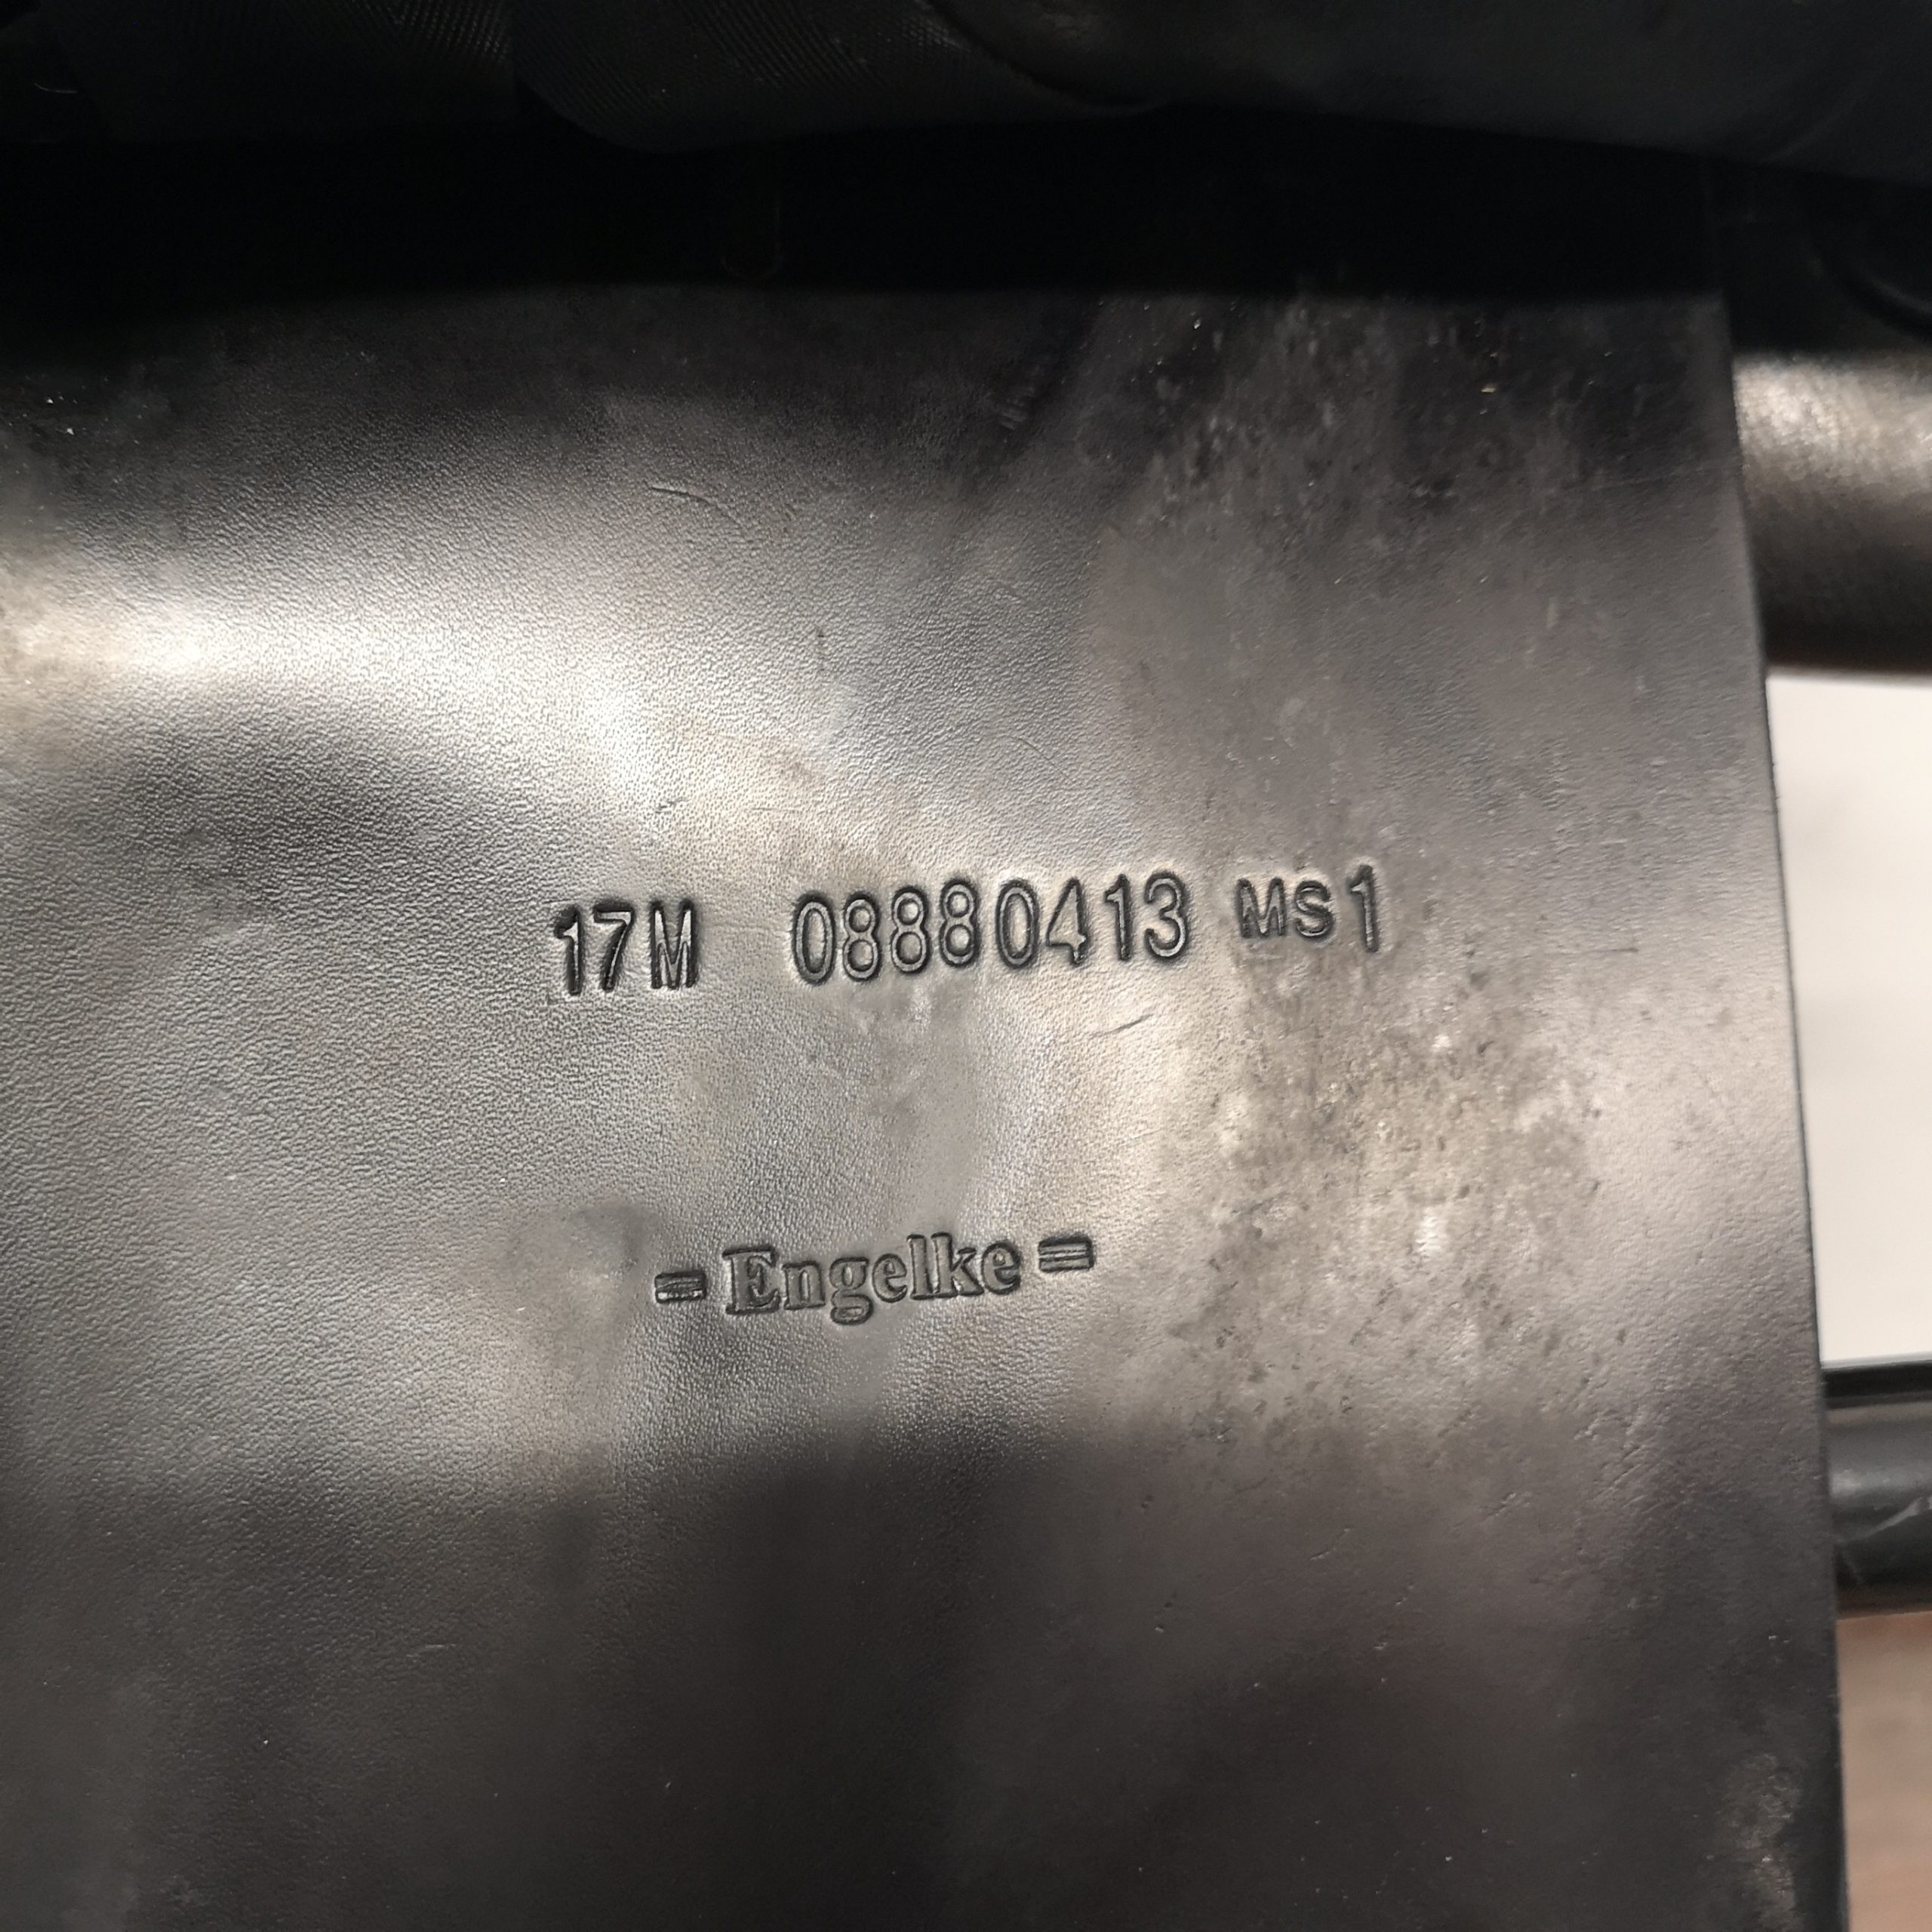 17M 08880413 MS1
= Engelke =